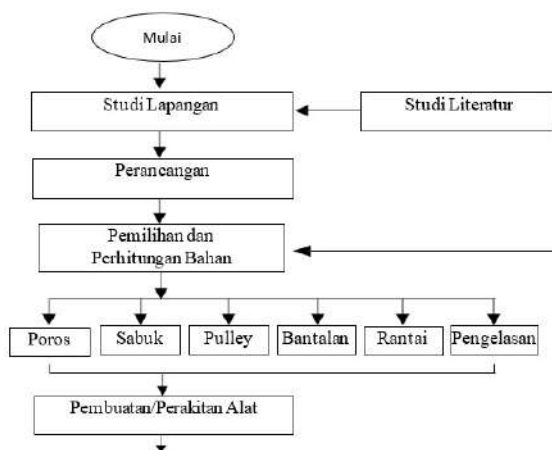 Mulai
Studi Lapangan
Studi Literatur
Perancangan
Pemilihan dan
Perhitungan Bahan
Poros
Sabuk
Pulley
Bantalan
Rantai
Pengelasan
Pembuatan/Perakitan Alat